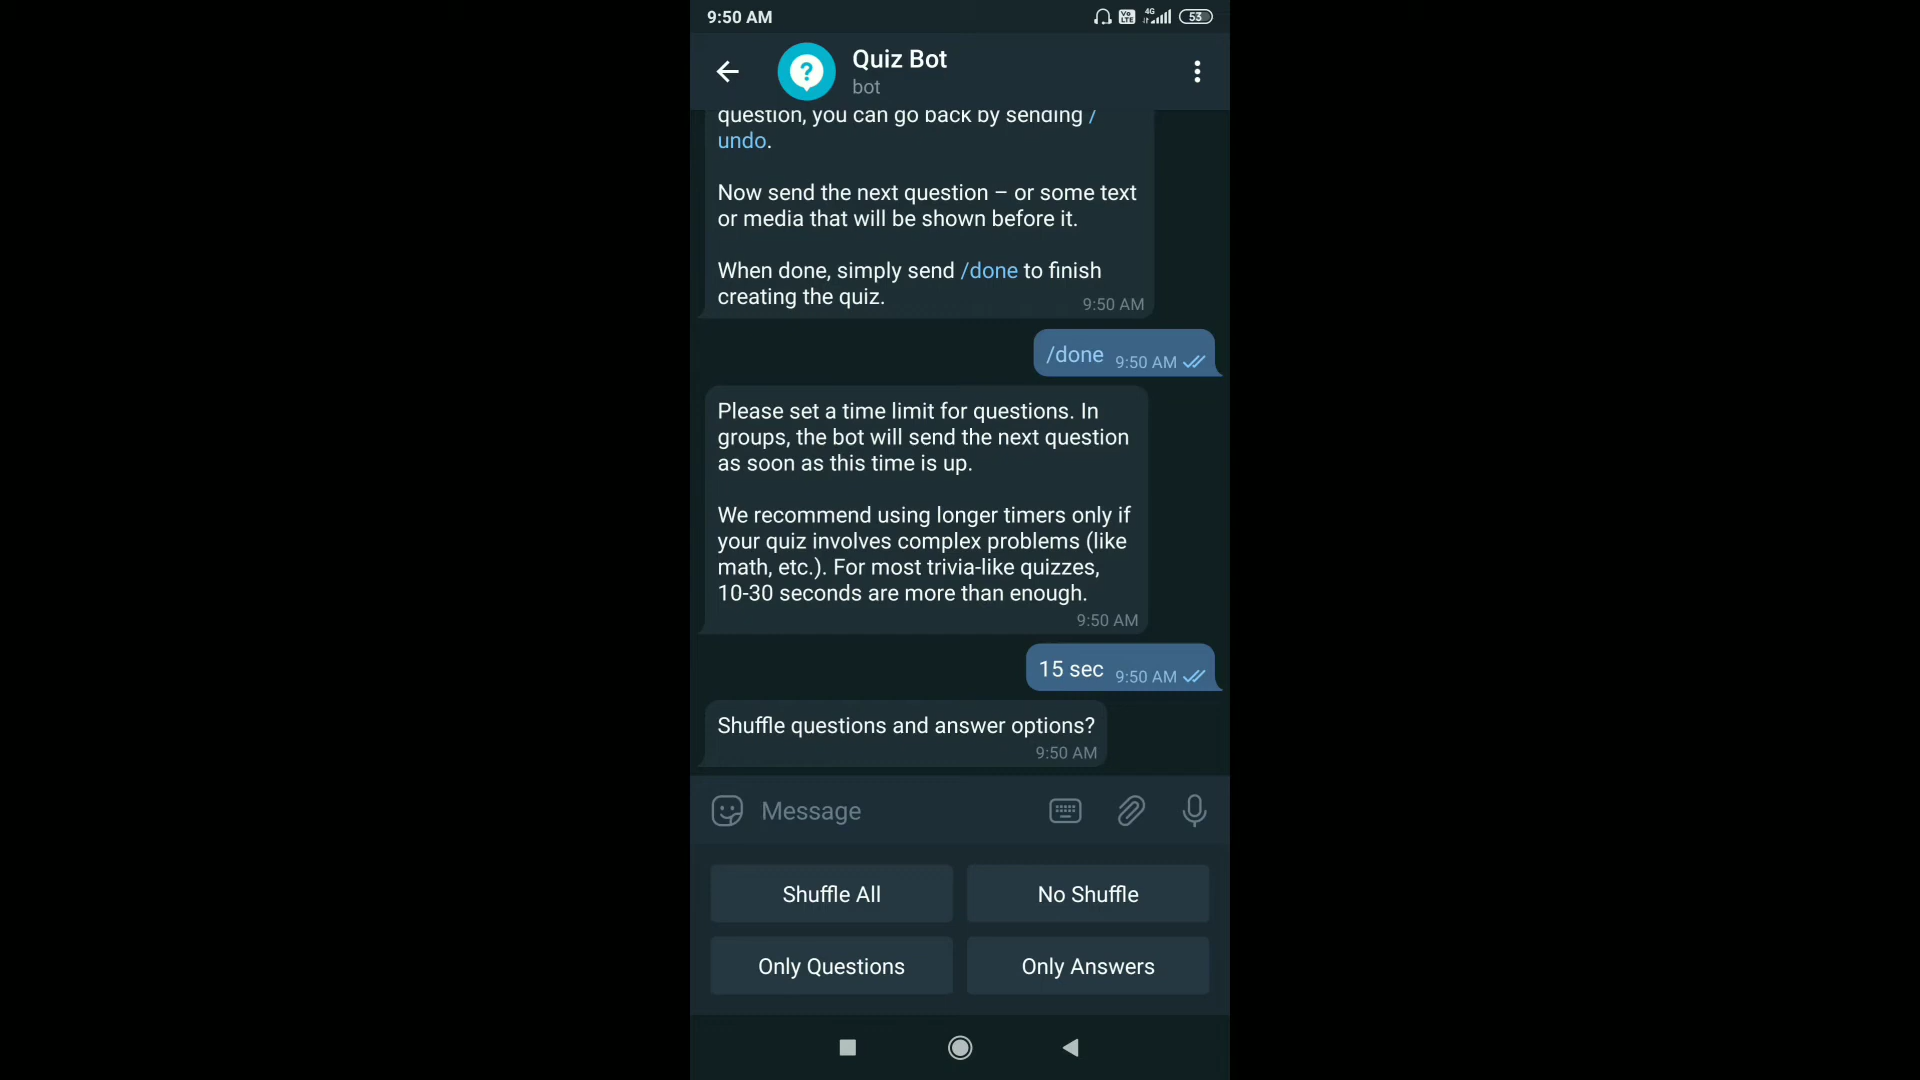 9:50 AM
Vo LTE 4G 53
Quiz Bot
bot
question, you can go back by sending /
undo.
Now send the next question – or some text
or media that will be shown before it.
When done, simply send /done to finish
creating the quiz.
9:50 AM
/done 9:50 AM
Please set a time limit for questions. In
groups, the bot will send the next question
as soon as this time is up.
We recommend using longer timers only if
your quiz involves complex problems (like
math, etc.). For most trivia-like quizzes,
10-30 seconds are more than enough.
9:50 AM
15 sec 9:50 AM
Shuffle questions and answer options?
9:50 AM
Message
Shuffle All No Shuffle
Only Questions Only Answers